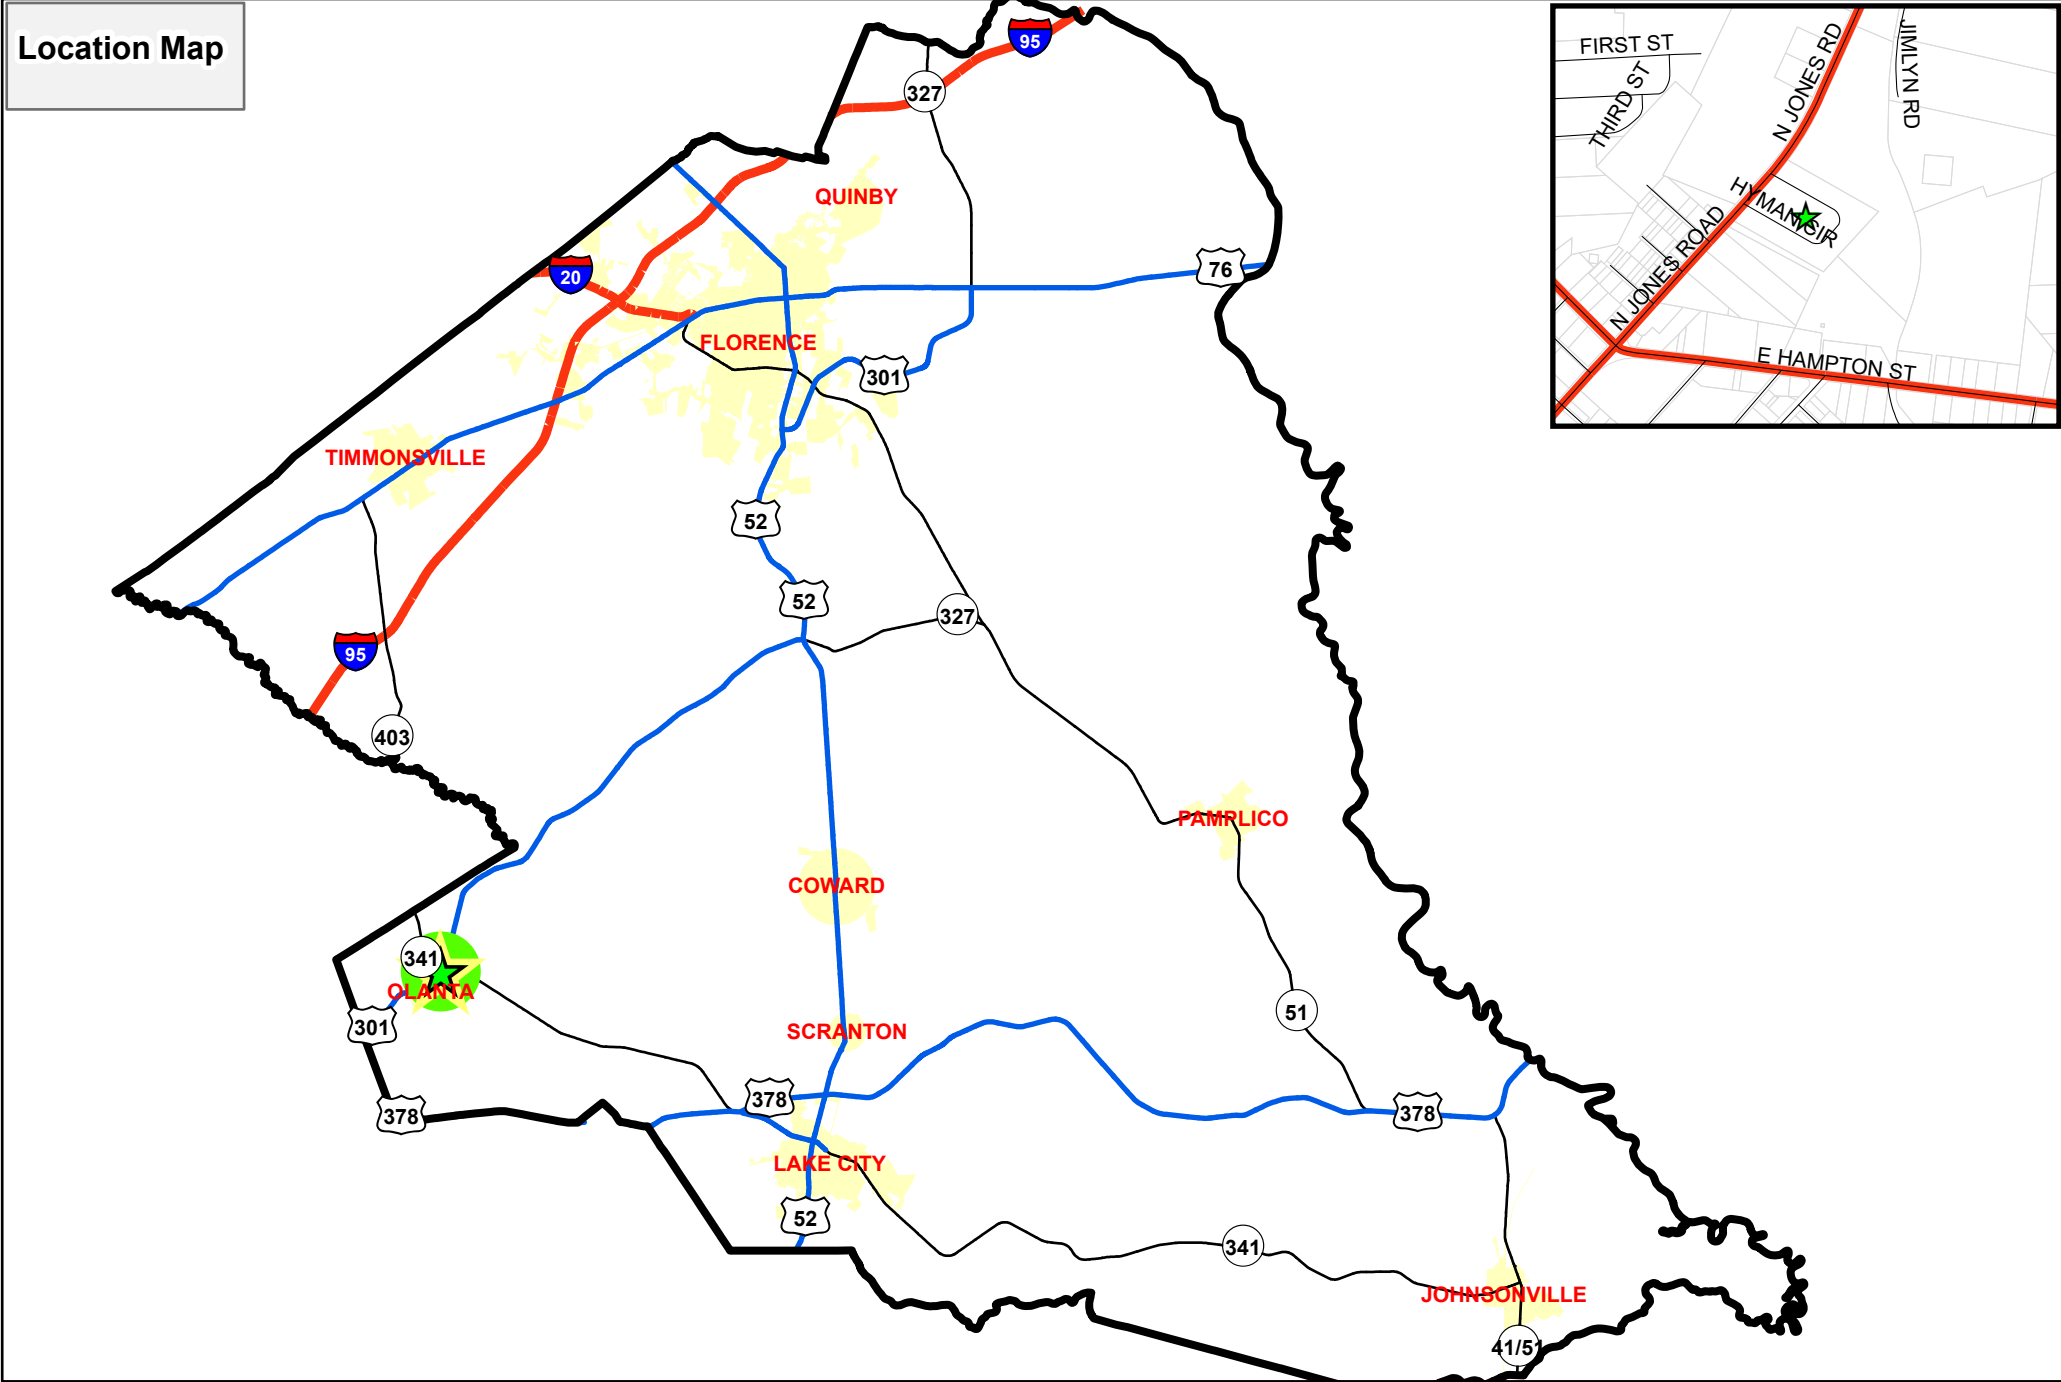 Location Map
95
327
FIRST ST
THIRD ST
N JONES RD
JIMLYN RD
HYMAN CIR
N JONES ROAD
E HAMPTON ST
QUINBY
20
76
FLORENCE
301
TIMMONSVILLE
52
52
327
95
403
PAMPLICO
COWARD
341
OLANTA
301
51
SCRANTON
378
378
378
LAKE CITY
52
341
JOHNSONVILLE
41/51